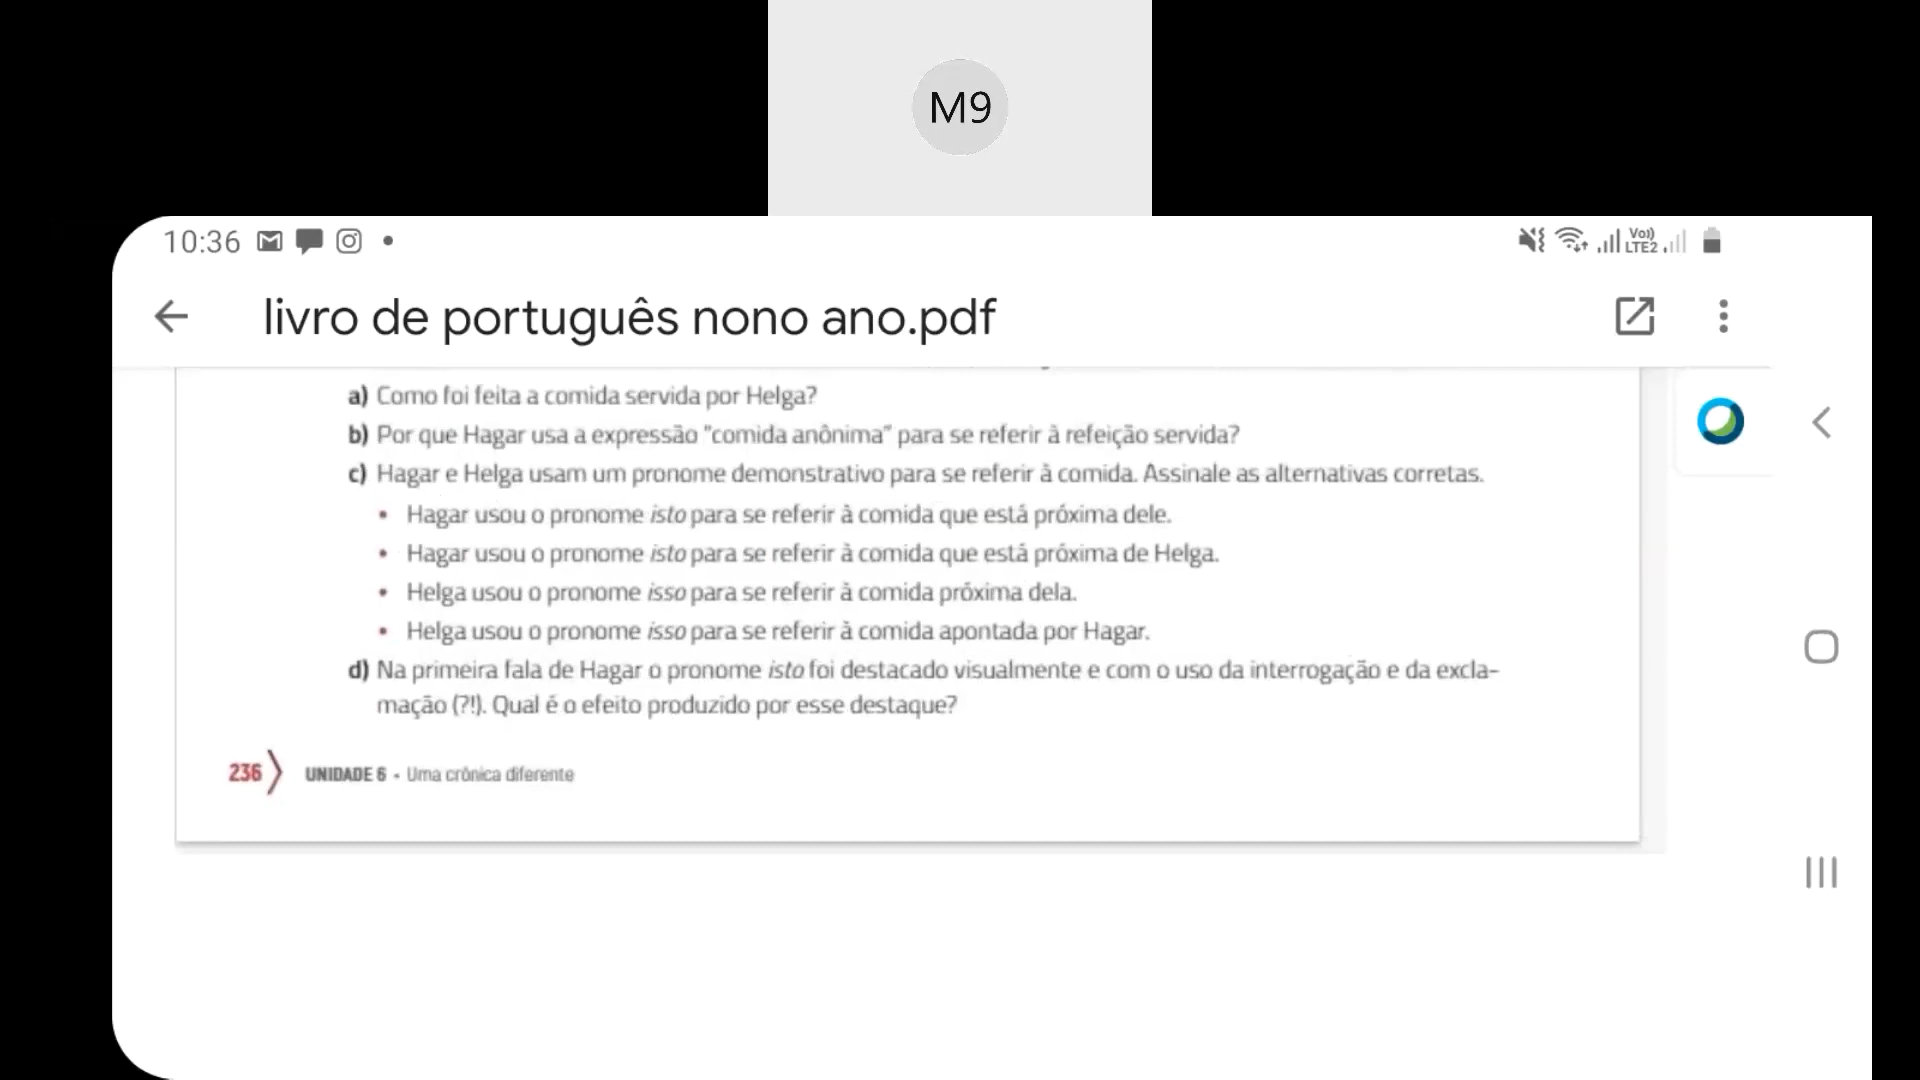 M9
10:36
Vo))
LTE2
livro de português nono ano.pdf
a) Como foi feita a comida servida por Helga?
b) Por que Hagar usa a expressão "comida anônima" para se referir à refeição servida?
c) Hagar e Helga usam um pronome demonstrativo para se referir à comida. Assinale as alternativas corretas.
• Hagar usou o pronome isto para se referir à comida que está próxima dele.
• Hagar usou o pronome isto para se referir à comida que está próxima de Helga.
• Helga usou o pronome isso para se referir à comida próxima dela.
• Helga usou o pronome isso para se referir à comida apontada por Hagar.
d) Na primeira fala de Hagar o pronome isto foi destacado visualmente e com o uso da interrogação e da excla-
mação (?!). Qual é o efeito produzido por esse destaque?
236 UNIDADE 6 - Uma crônica diferente